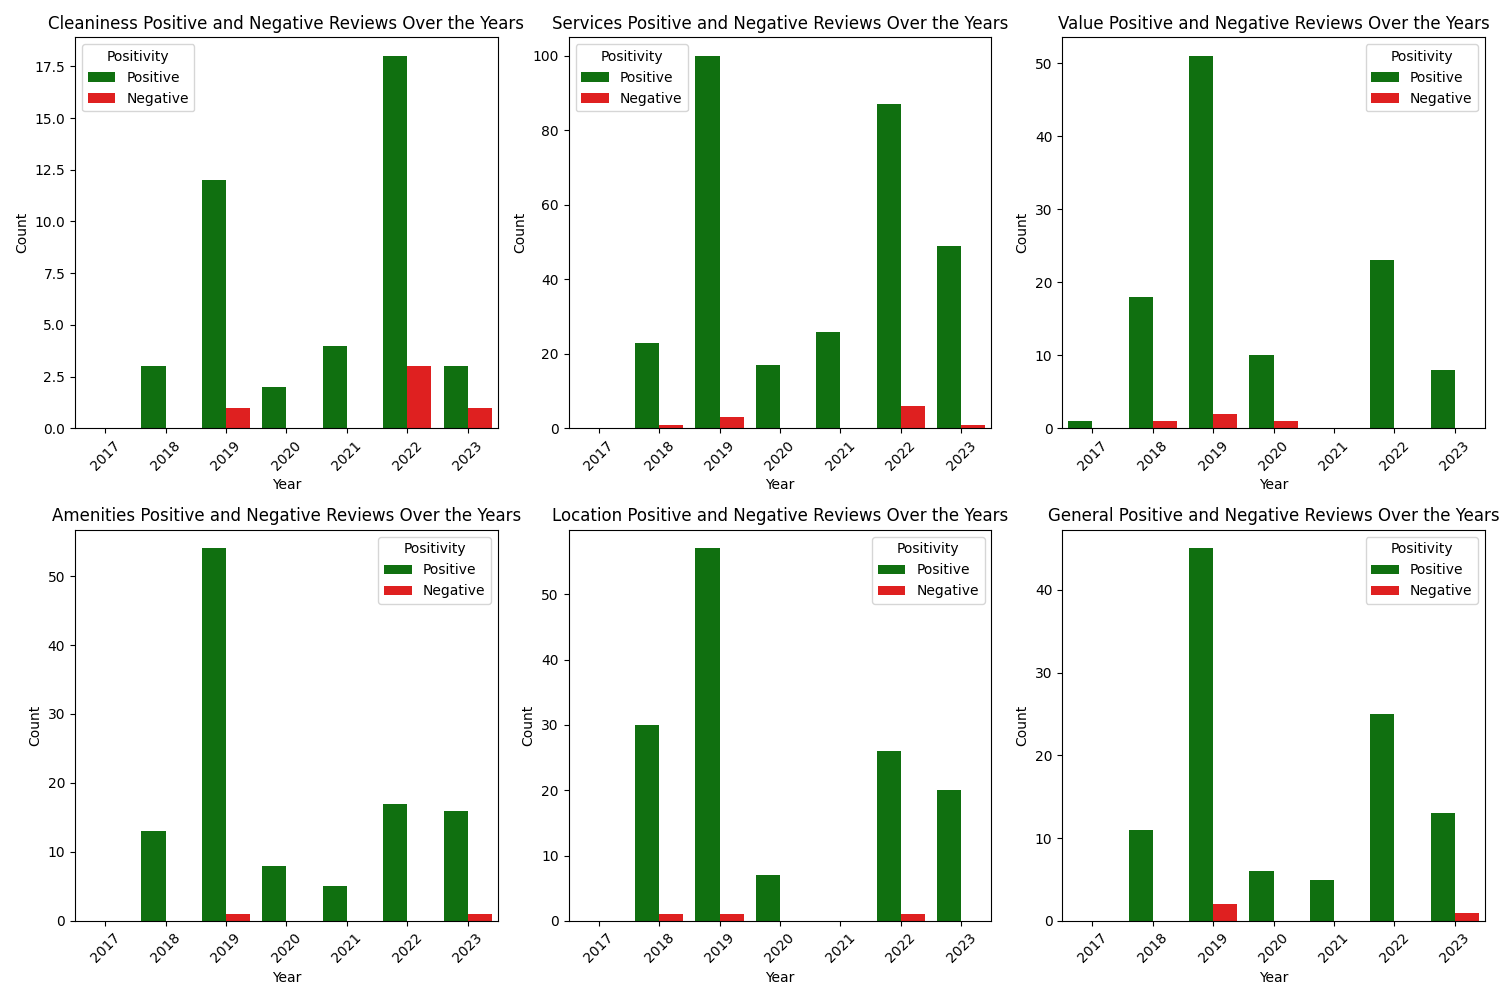 Cleaniness Positive and Negative Reviews Over the Years
Positivity
Positive
Negative
17.5
15.0
12.5
10.0
7.5
5.0
2.5
0.0
Count
2017
2018
2019
2020
2021
2022
2023
Year
Services Positive and Negative Reviews Over the Years
Positivity
Positive
Negative
100
80
60
40
20
0
Count
2017
2018
2019
2020
2021
2022
2023
Year
Value Positive and Negative Reviews Over the Years
Positivity
Positive
Negative
50
40
30
20
10
0
Count
2017
2018
2019
2020
2021
2022
2023
Year
Amenities Positive and Negative Reviews Over the Years
Positivity
Positive
Negative
50
40
30
20
10
0
Count
2017
2018
2019
2020
2021
2022
2023
Year
Location Positive and Negative Reviews Over the Years
Positivity
Positive
Negative
50
40
30
20
10
0
Count
2017
2018
2019
2020
2021
2022
2023
Year
General Positive and Negative Reviews Over the Years
Positivity
Positive
Negative
40
30
20
10
0
Count
2017
2018
2019
2020
2021
2022
2023
Year